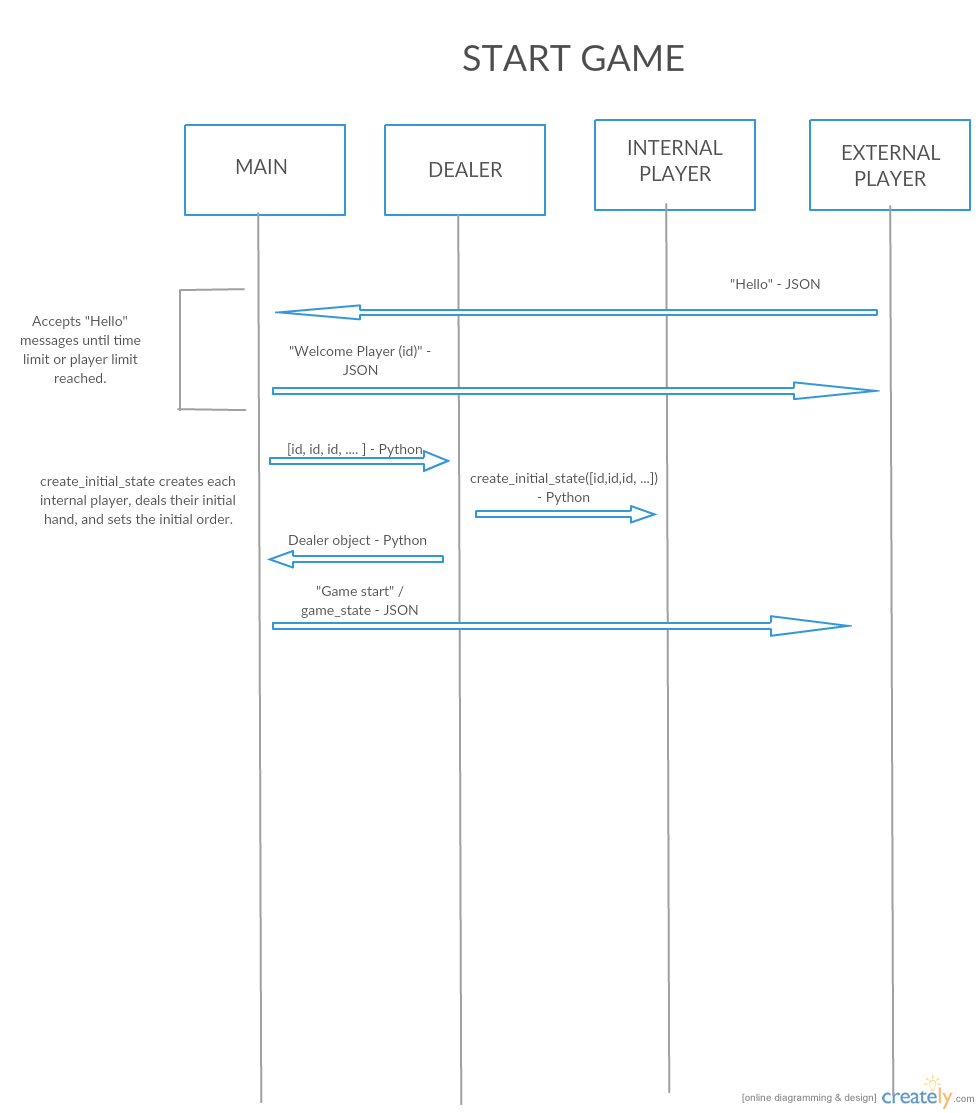 START GAME
MAIN
DEALER
INTERNAL
PLAYER
EXTERNAL
PLAYER
"Hello" - JSON
Accepts "Hello"
messages until time
limit or player limit
reached.
"Welcome Player (id)" -
JSON
[id, id, id, .... ] - Python
create_initial_state creates each
internal player, deals their initial
hand, and sets the initial order.
create_initial_state([id,id,id, ...])
- Python
Dealer object - Python
"Game start" /
game_state - JSON
[online diagramming & design] creately.com